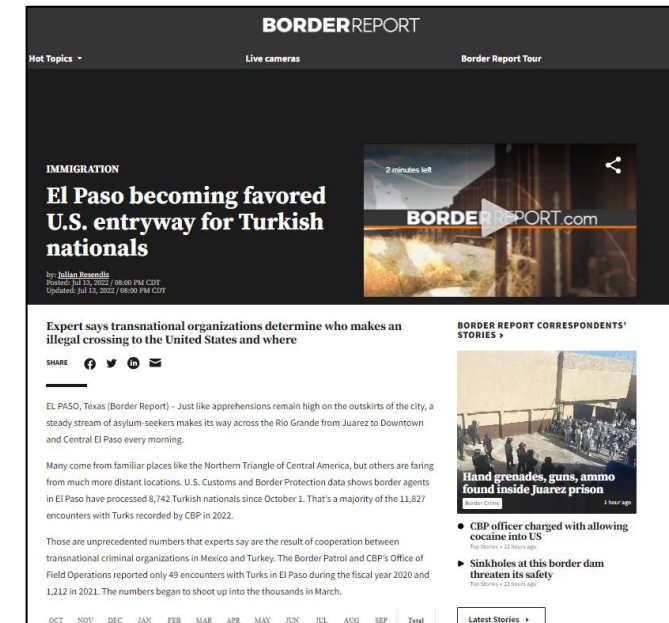 BORDERREPORT
Hot Topics
Live cameras
Border Report Tour
IMMIGRATION
El Paso becoming favored
U.S. entryway for Turkish
nationals
by: Julian Resendiz
Posted: Jul 13, 2022 / 08:00 PM CDT
Updated: Jul 13, 2022 / 08:00 PM CDT
2 minutes left
BORDERREPORT.com
Expert says transnational organizations determine who makes an
illegal crossing to the United States and where
SHARE
EL PASO, Texas (Border Report) – Just like apprehensions remain high on the outskirts of the city, a
steady stream of asylum-seekers makes its way across the Rio Grande from Juarez to Downtown
and Central El Paso every morning.
Many come from familiar places like the Northern Triangle of Central America, but others are faring
from much more distant locations. U.S. Customs and Border Protection data shows border agents
in El Paso have processed 8,742 Turkish nationals since October 1. That's a majority of the 11,827
encounters with Turks recorded by CBP in 2022.
Those are unprecedented numbers that experts say are the result of cooperation between
transnational criminal organizations in Mexico and Turkey. The Border Patrol and CBP's Office of
Field Operations reported only 49 encounters with Turks in El Paso during the fiscal year 2020 and
1,212 in 2021. The numbers began to shoot up into the thousands in March.
OCT NOV DEC JAN FEB MAR APR MAY JUN JUL AUG SEP Total
BORDER REPORT CORRESPONDENTS'
STORIES ›
Hand grenades, guns, ammo
found inside Juarez prison
Border Crime
1 hour ago
CBP officer charged with allowing
cocaine into US
Top Stories • 22 hours ago
Sinkholes at this border dam
threaten its safety
Top Stories • 22 hours ago
Latest Stories ›